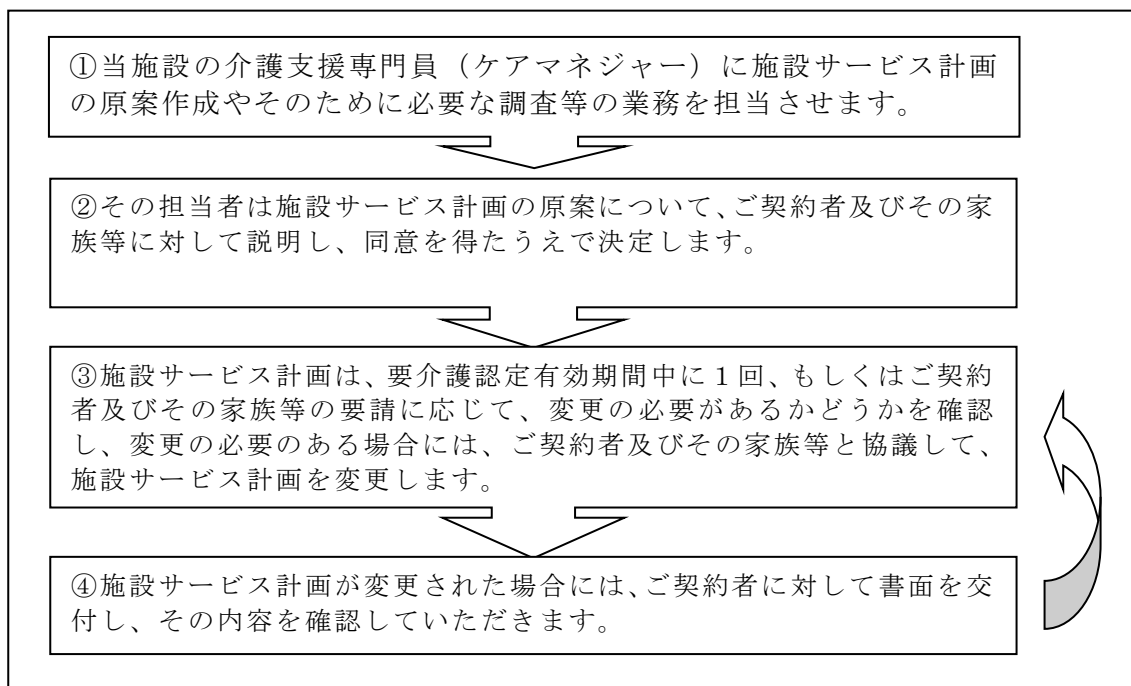 ①当施設の介護支援専門員（ケアマネジャー）に施設サービス計画
の原案作成やそのために必要な調査等の業務を担当させます。
②その担当者は施設サービス計画の原案について、ご契約者及びその家
族等に対して説明し、同意を得たうえで決定します。
③施設サービス計画は、要介護認定有効期間中に１回、もしくはご契約
者及びその家族等の要請に応じて、変更の必要があるかどうかを確認
し、変更の必要のある場合には、ご契約者及びその家族等と協議して、
施設サービス計画を変更します。
④施設サービス計画が変更された場合には、ご契約者に対して書面を交
付し、その内容を確認していただきます。